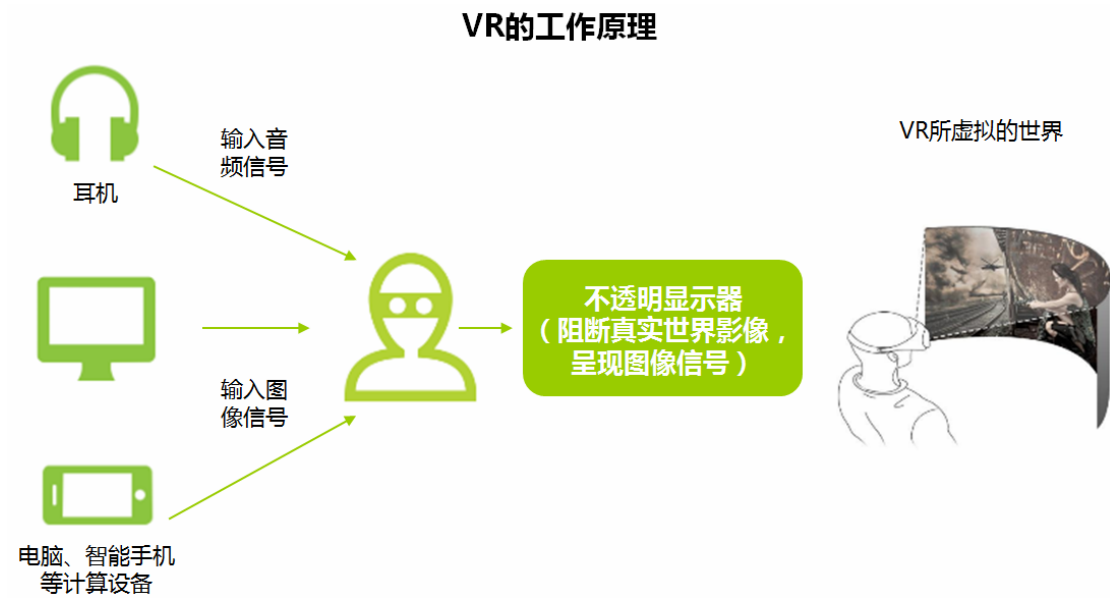 VR的工作原理
输入音
频信号
VR所虚拟的世界
耳机
不透明显示器
（阻断真实世界影像，
呈现图像信号）
输入图
像信号
电脑、智能手机
等计算设备